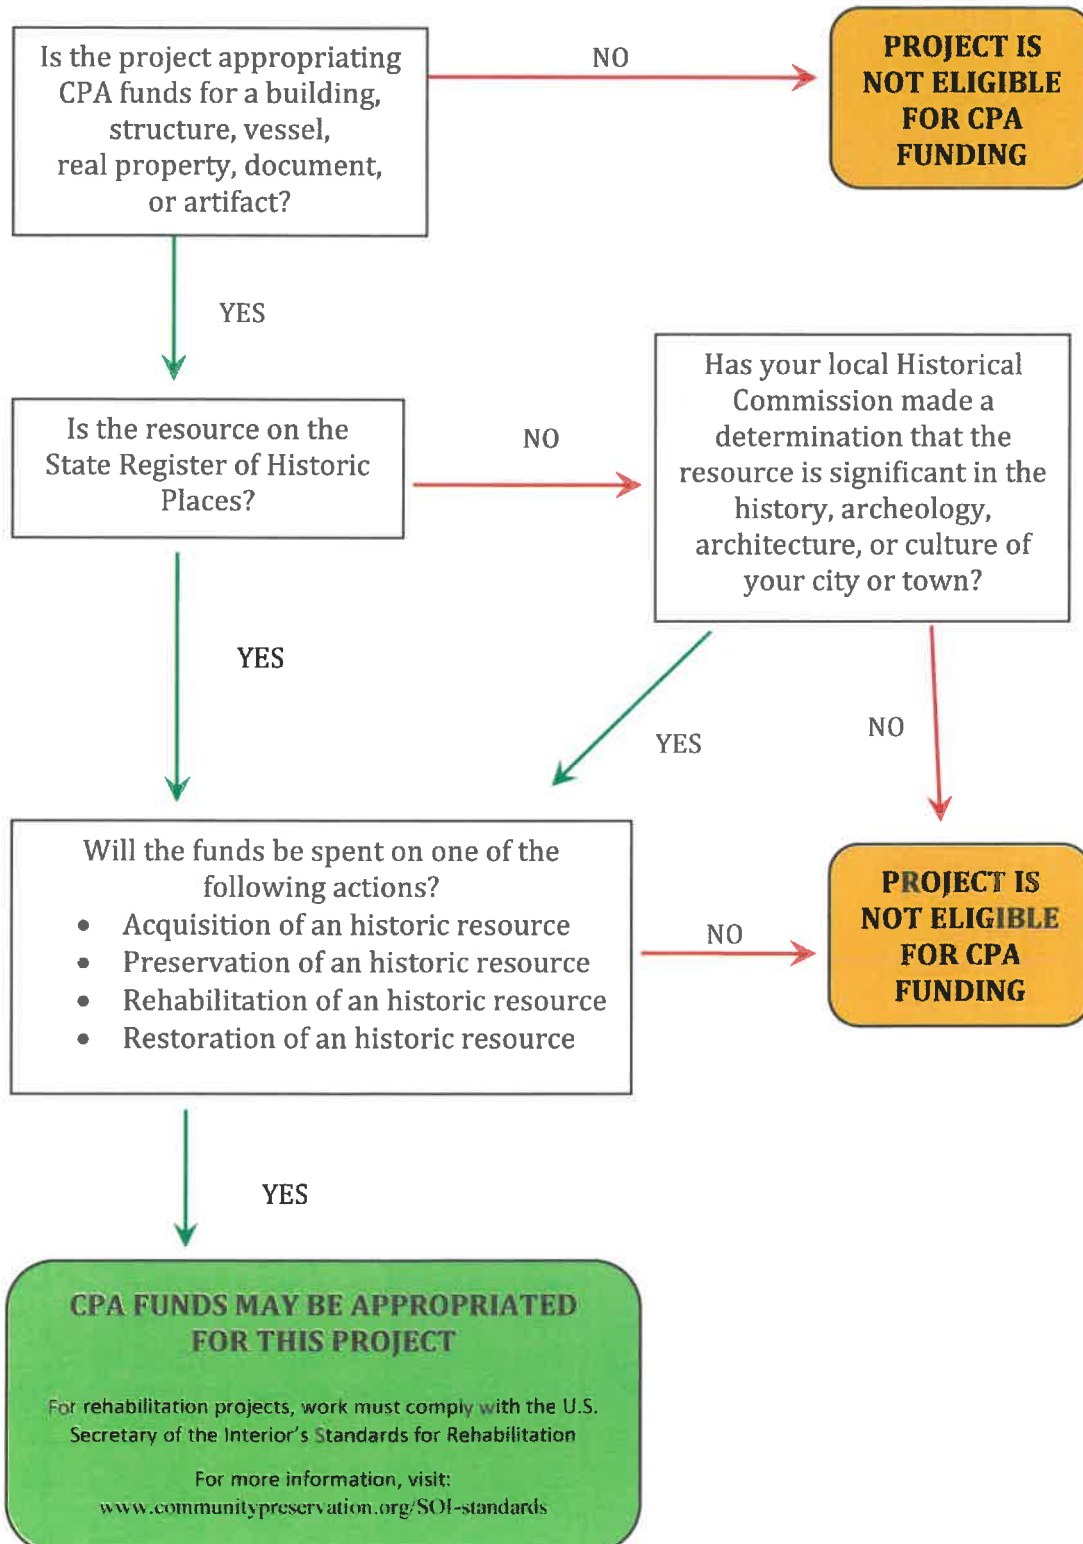 Is the project appropriating
CPA funds for a building,
structure, vessel,
real property, document,
or artifact?
NO
PROJECT IS
NOT ELIGIBLE
FOR CPA
FUNDING
YES
Is the resource on the
State Register of Historic
Places?
NO
Has your local Historical
Commission made a
determination that the
resource is significant in the
history, archeology,
architecture, or culture of
your city or town?
YES
YES
NO
Will the funds be spent on one of the
following actions?
• Acquisition of an historic resource
• Preservation of an historic resource
• Rehabilitation of an historic resource
• Restoration of an historic resource
NO
PROJECT IS
NOT ELIGIBLE
FOR CPA
FUNDING
YES
CPA FUNDS MAY BE APPROPRIATED
FOR THIS PROJECT
For rehabilitation projects, work must comply with the U.S.
Secretary of the Interior's Standards for Rehabilitation
For more information, visit:
www.communitypreservation.org/SOI-standards